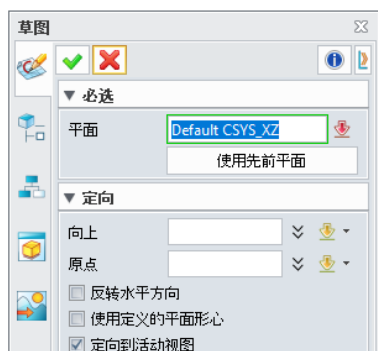 草图
必选
平面 Default CSYS_XZ
使用先前平面
定向
向上
原点
反转水平方向
使用定义的平面形心
定向到活动视图